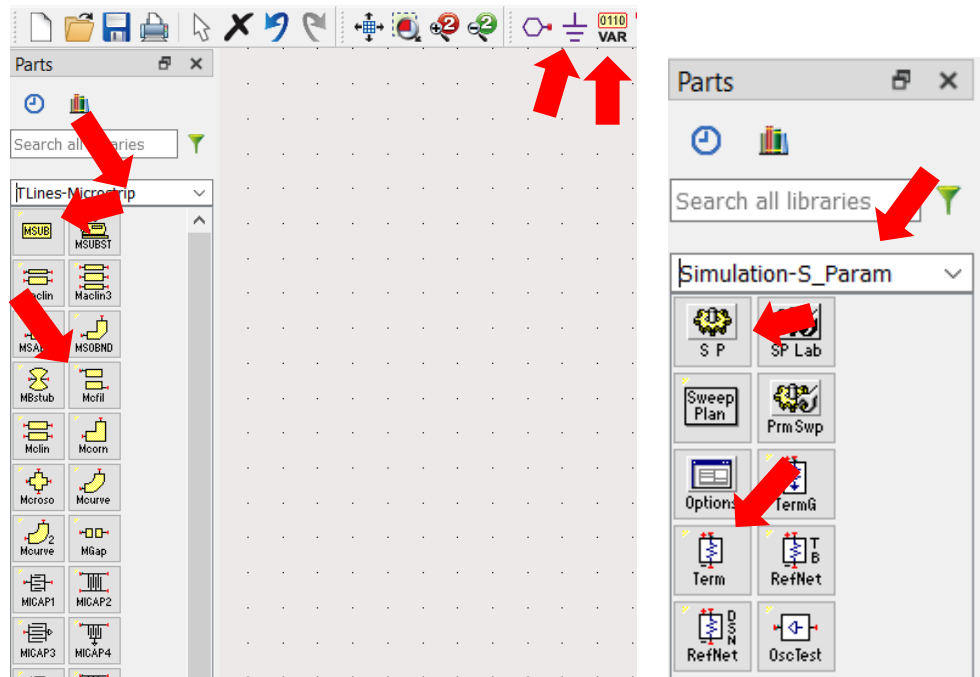 2 2 0110
VAR
Parts
Search all libraries
TLines-Microstrip
MSUB
MSUBST
Maclin3
MSOBND
MBstub
Mcfil
Mclin
Mcorn
Mcroso
Mcurve
2
Mcurve
MGap
MICAP1
MICAP2
MICAP3
MICAP4
Parts
Search all libraries
Simulation-S_Param
S P
SP Lab
Sweep
Plan
Prm Swp
Options
TermG
Term
T
B
RefNet
D
S
N
RefNet
OscTest